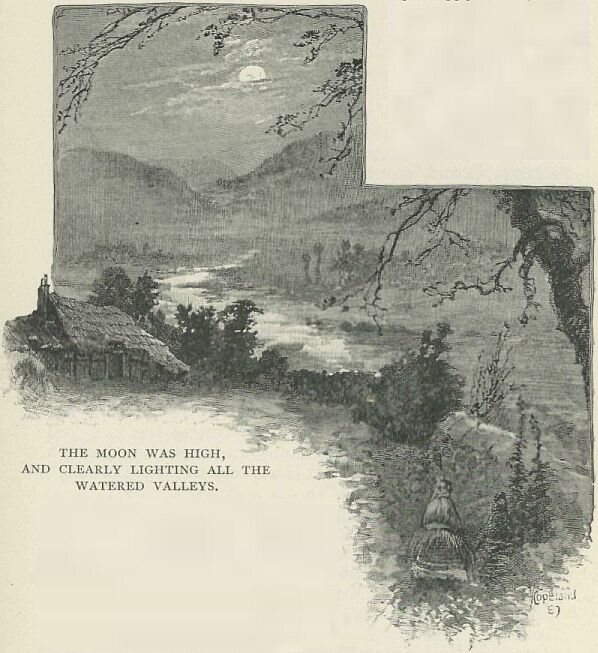 THE MOON WAS HIGH,
AND CLEARLY LIGHTING ALL THE
WATERED VALLEYS.
Copeland
87